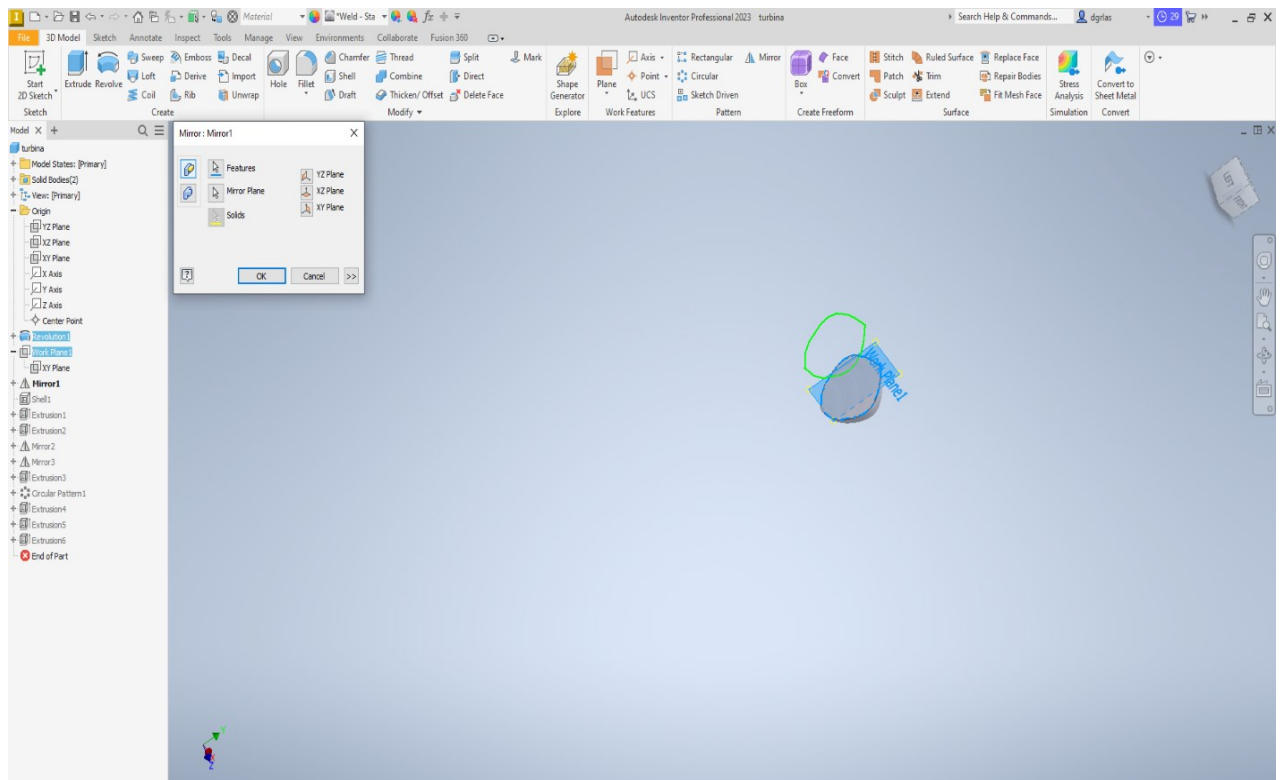 Material
*Weld - Sta
fx
Autodesk Inventor Professional 2023 turbina
Search Help & Commands...
dgrlas
29
File 3D Model Sketch Annotate Inspect Tools Manage View Environments Collaborate Fusion 360
Start 2D Sketch
Extrude Revolve
Sweep Emboss Decal
Loft Derive Import
Coil Rib Unwrap
Hole Fillet
Chamfer Thread Split
Shell Combine Direct
Draft Thicken/ Offset Delete Face
Mark
Shape Generator
Plane
Axis
Point
UCS
Rectangular Mirror
Circular
Sketch Driven
Box
Face
Convert
Stitch Ruled Surface Replace Face
Patch Trim Repair Bodies
Sculpt Extend Fit Mesh Face
Stress Analysis
Convert to Sheet Metal
Sketch Create Modify Explore Work Features Pattern Create Freeform Surface Simulation Convert
Model X +
turbina
Model States: [Primary]
Solid Bodies(2)
View: [Primary]
Origin
YZ Plane
XZ Plane
XY Plane
X Axis
Y Axis
Z Axis
Center Point
Revolution1
Work Plane1
XY Plane
Mirror1
Shell1
Extrusion1
Extrusion2
Mirror2
Mirror3
Extrusion3
Circular Pattern1
Extrusion4
Extrusion5
Extrusion6
End of Part
Mirror : Mirror1 X
Features
Mirror Plane
Solids
YZ Plane
XZ Plane
XY Plane
?
OK Cancel >>
Work Plane1
LEFT
FRONT
Y
X
Z